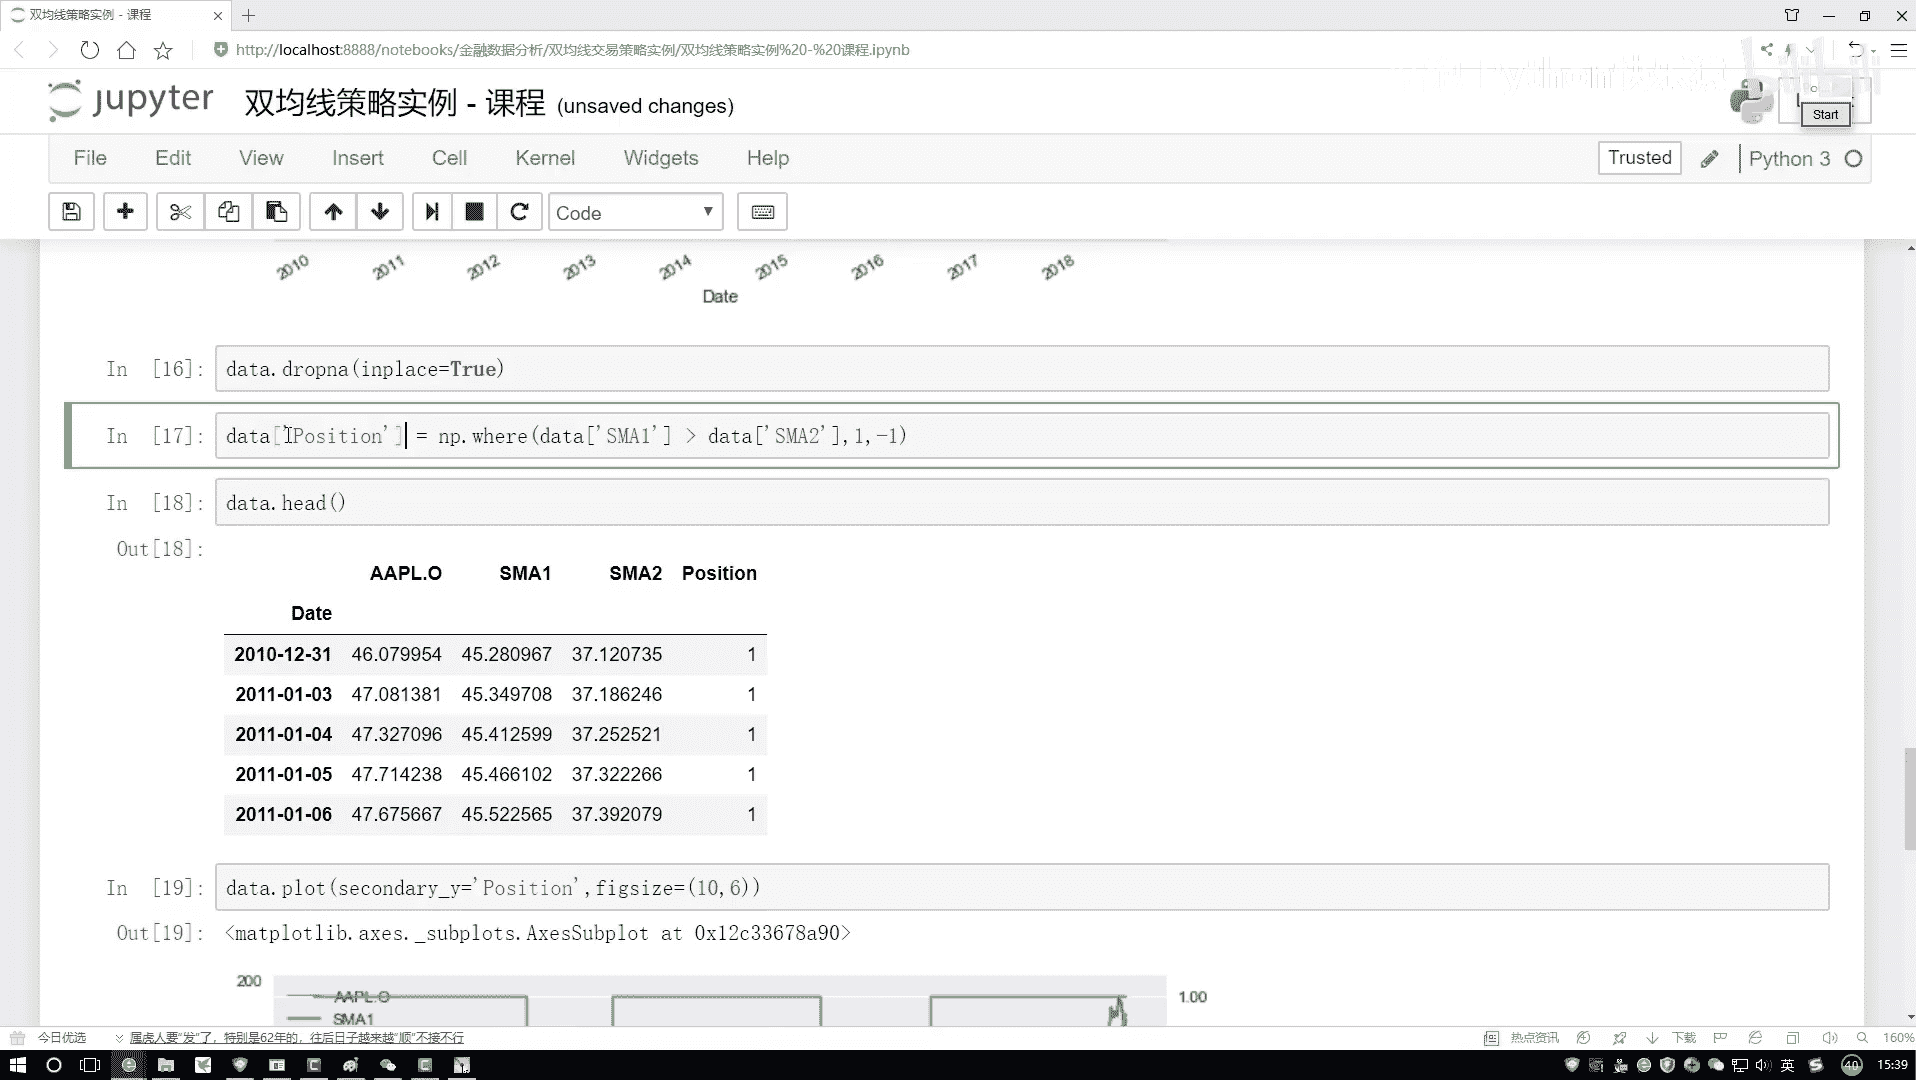 双均线策略实例 - 课程
http://localhost:8888/notebooks/金融数据分析/双均线交易策略实例/双均线策略实例%20-%20课程.ipynb
jupyter 双均线策略实例 - 课程 (unsaved changes)
Start
File Edit View Insert Cell Kernel Widgets Help
Trusted Python 3
Code
2010 2011 2012 2013 2014 2015 2016 2017 2018
Date
In [16]: data.dropna(inplace=True)
In [17]: data['Position'] = np.where(data['SMA1'] > data['SMA2'],1,-1)
In [18]: data.head()
Out[18]:
AAPL.O SMA1 SMA2 Position
Date
2010-12-31 46.079954 45.280967 37.120735 1
2011-01-03 47.081381 45.349708 37.186246 1
2011-01-04 47.327096 45.412599 37.252521 1
2011-01-05 47.714238 45.466102 37.322266 1
2011-01-06 47.675667 45.522565 37.392079 1
In [19]: data.plot(secondary_y='Position',figsize=(10,6))
Out[19]: <matplotlib.axes._subplots.AxesSubplot at 0x12c33678a90>
200
AAPL.O
1.00
SMA1
今日优选 属虎人要“发”了，特别是62年的，往后日子越来越“顺”不接不行
热点资讯 下载 160%
英 40 15:39